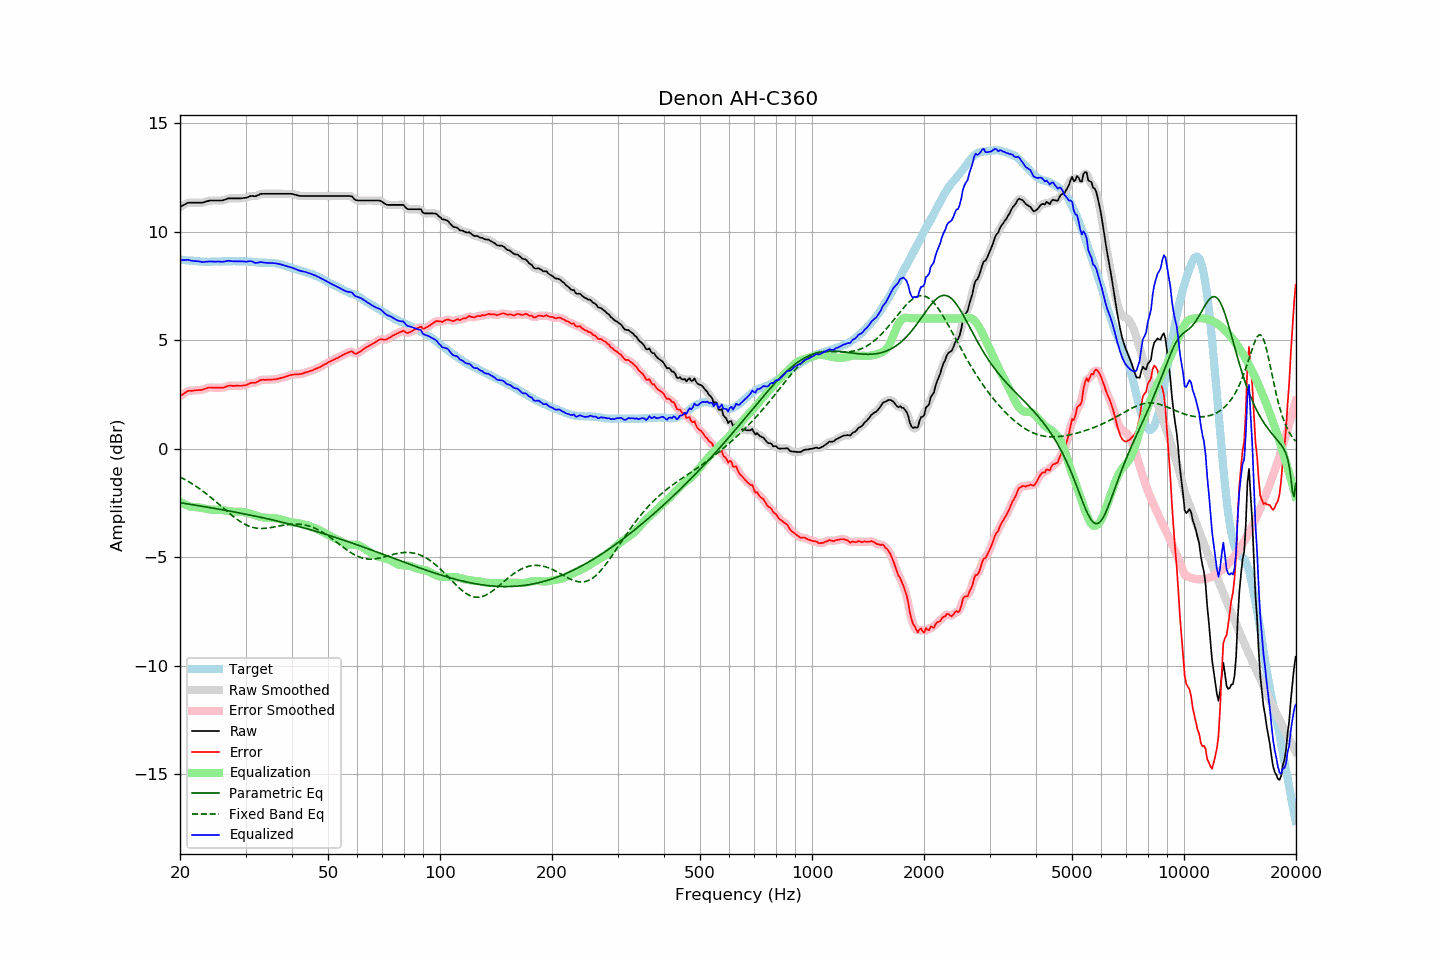 Denon AH-C360
Amplitude (dBr)
15
10
5
0
−5
−10
−15
Target
Raw Smoothed
Error Smoothed
Raw
Error
Equalization
Parametric Eq
Fixed Band Eq
Equalized
20 50 100 200 500 1000 2000 5000 10000 20000
Frequency (Hz)